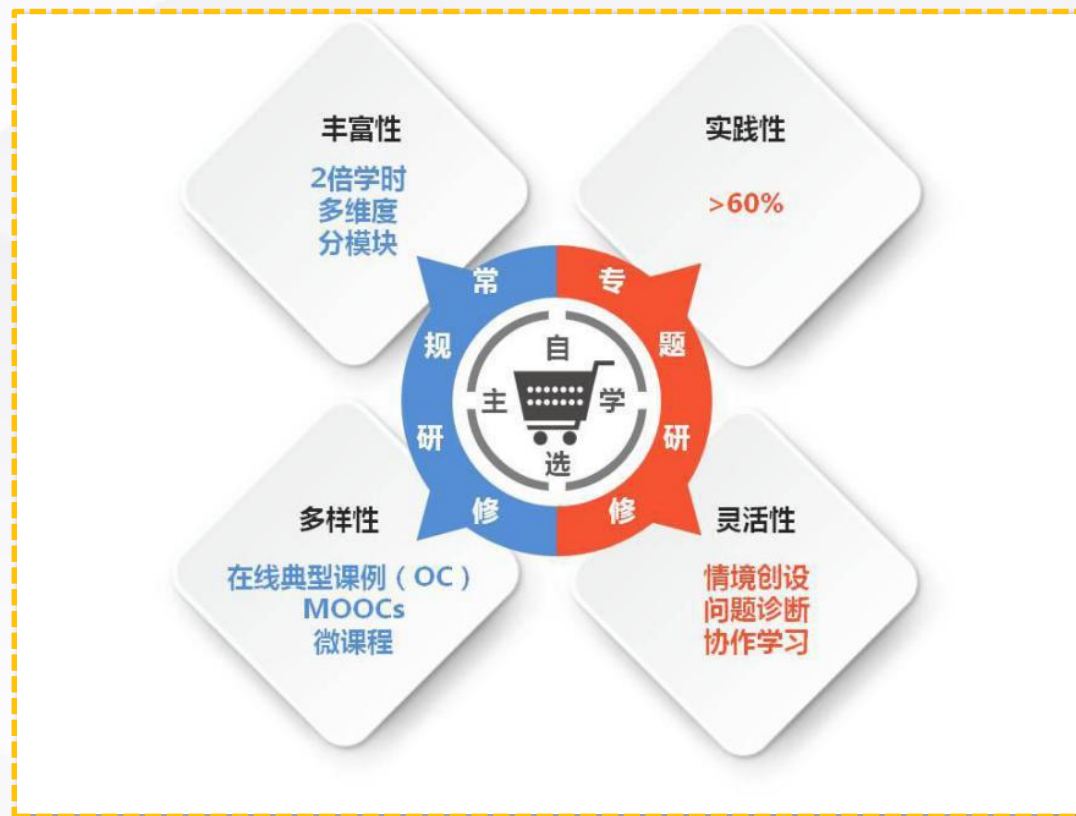 丰富性
2倍学时
多维度
分模块
实践性
>60%
常规研修
专题研修
自主选学
多样性
在线典型课例（OC）
MOOCs
微课程
灵活性
情境创设
问题诊断
协作学习